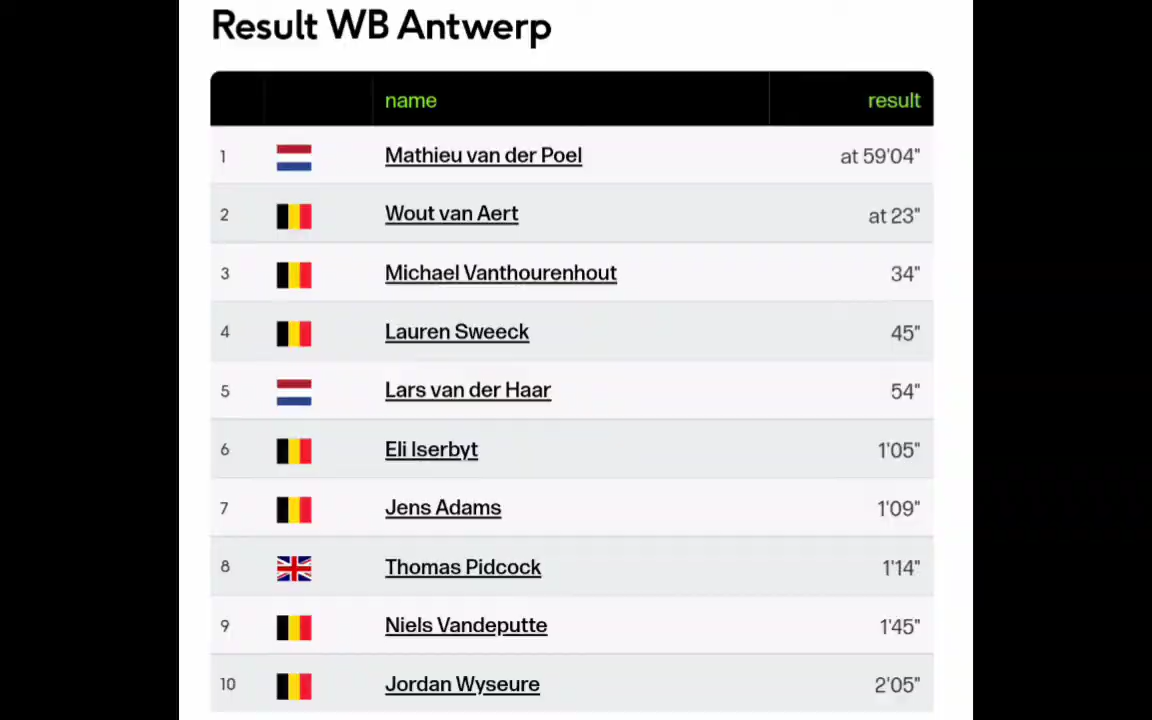 Result WB Antwerp
name result
1 Mathieu van der Poel at 59'04"
2 Wout van Aert at 23"
3 Michael Vanthourenhout 34"
4 Lauren Sweeck 45"
5 Lars van der Haar 54"
6 Eli Iserbyt 1'05"
7 Jens Adams 1'09"
8 Thomas Pidcock 1'14"
9 Niels Vandeputte 1'45"
10 Jordan Wyseure 2'05"